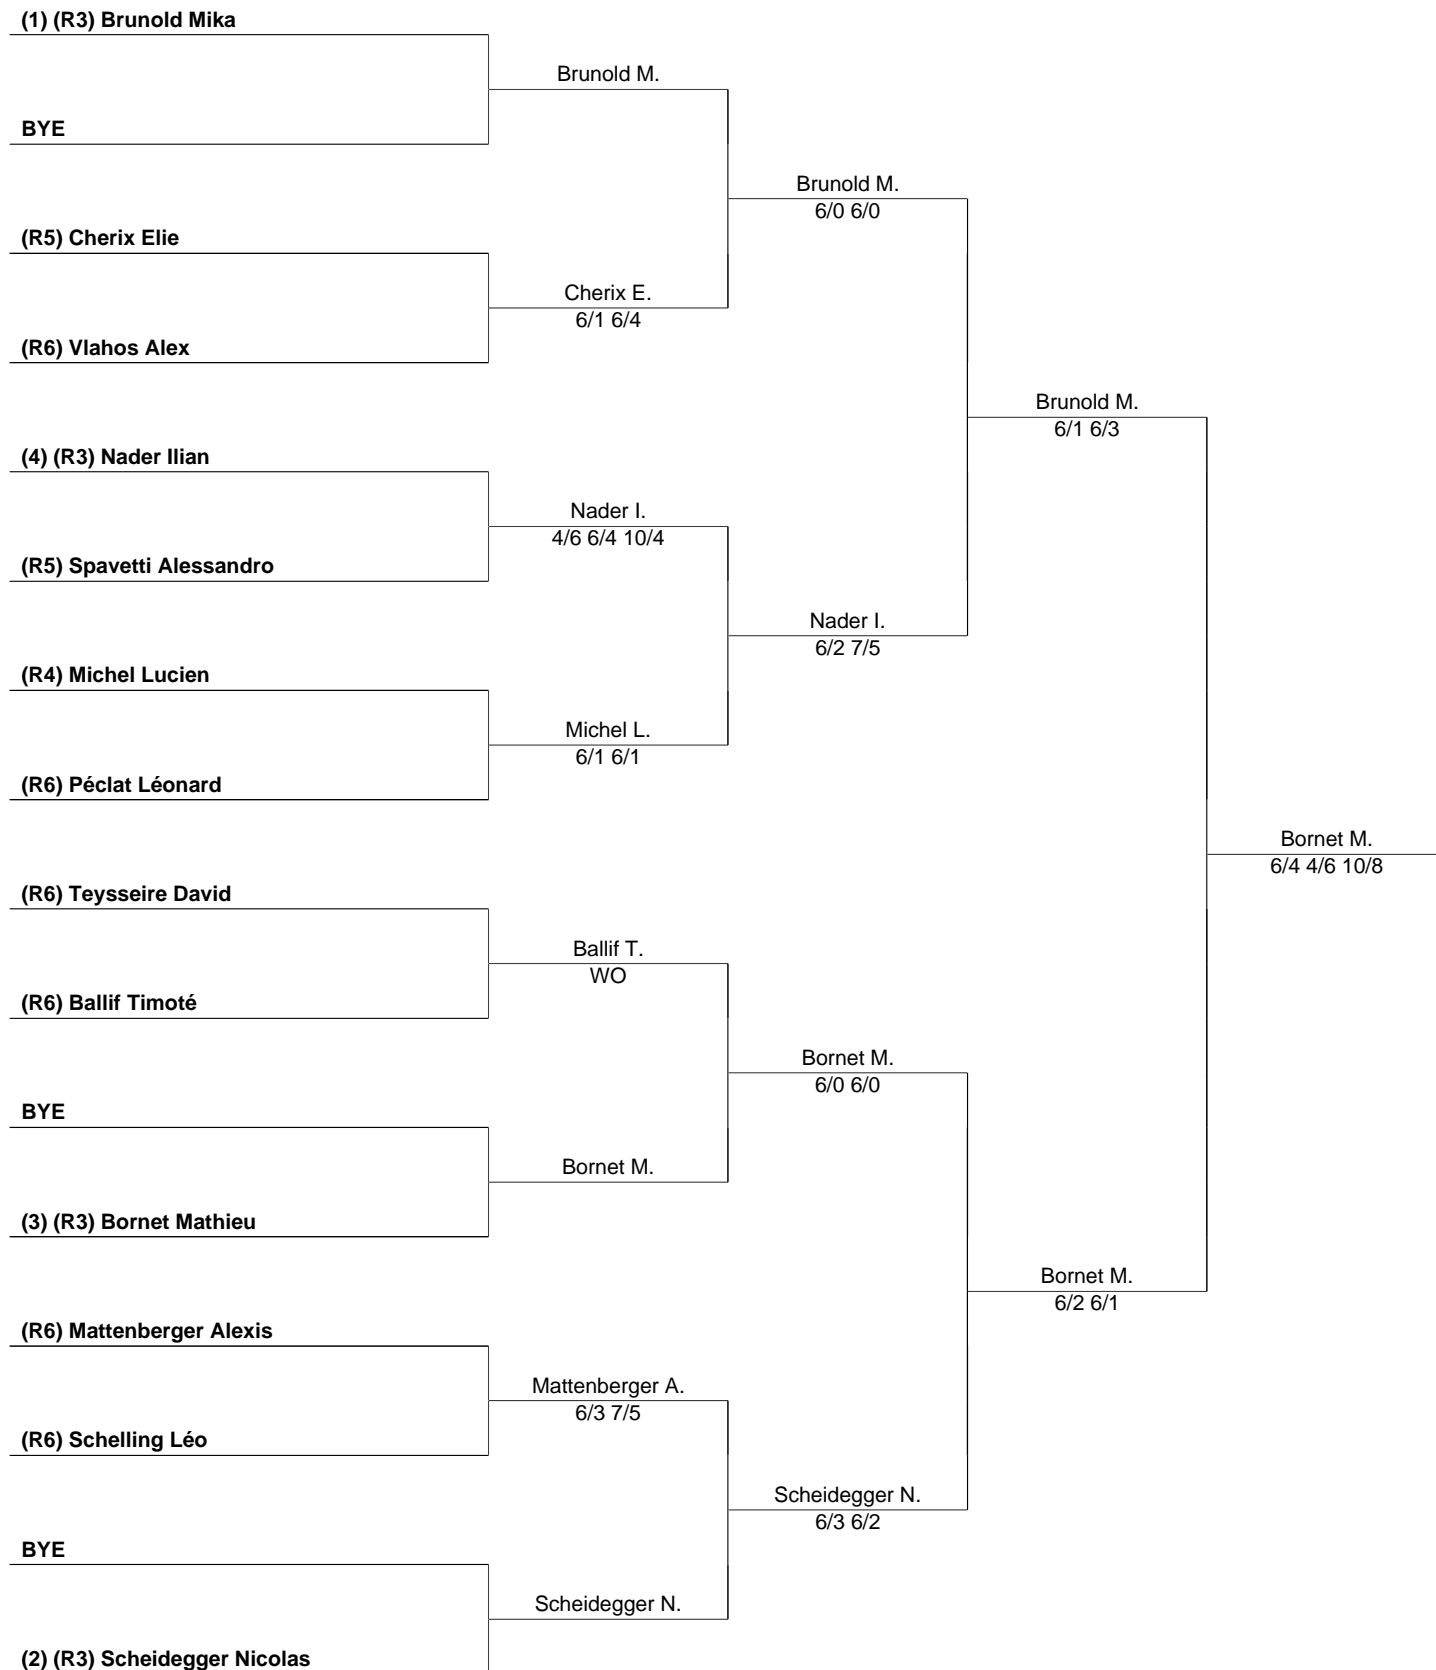 (1) (R3) Brunold Mika
Brunold M.
BYE
Brunold M.
6/0 6/0
(R5) Cherix Elie
Cherix E.
6/1 6/4
(R6) Vlahos Alex
Brunold M.
6/1 6/3
(4) (R3) Nader Ilian
Nader I.
4/6 6/4 10/4
(R5) Spavetti Alessandro
Nader I.
6/2 7/5
(R4) Michel Lucien
Michel L.
6/1 6/1
(R6) Péclat Léonard
Bornet M.
6/4 4/6 10/8
(R6) Teysseire David
Ballif T.
WO
(R6) Ballif Timoté
Bornet M.
6/0 6/0
BYE
Bornet M.
(3) (R3) Bornet Mathieu
Bornet M.
6/2 6/1
(R6) Mattenberger Alexis
Mattenberger A.
6/3 7/5
(R6) Schelling Léo
Scheidegger N.
6/3 6/2
BYE
Scheidegger N.
(2) (R3) Scheidegger Nicolas